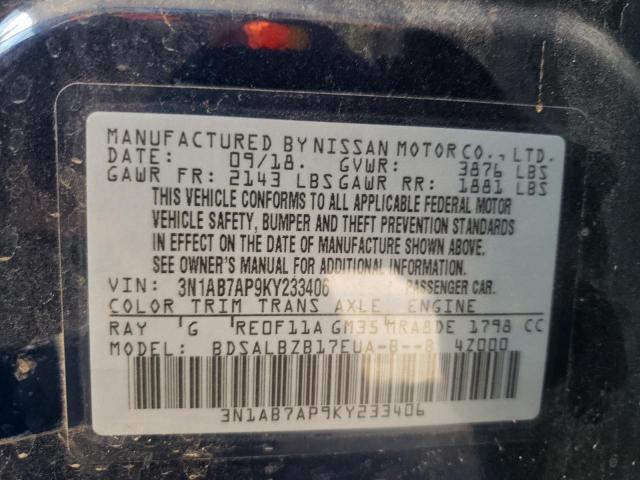 MANUFACTURED BY NISSAN MOTOR CO., LTD.
DATE: 09/18. GVWR: 3876 LBS
GAWR FR: 2143 LBS GAWR RR: 1881 LBS
THIS VEHICLE CONFORMS TO ALL APPLICABLE FEDERAL MOTOR
VEHICLE SAFETY, BUMPER AND THEFT PREVENTION STANDARDS
IN EFFECT ON THE DATE OF MANUFACTURE SHOWN ABOVE.
SEE OWNER'S MANUAL FOR ADDITIONAL INFORMATION.
VIN: 3N1AB7AP9KY233406 PASSENGER CAR.
COLOR TRIM TRANS AXLE ENGINE
RAY G RE0F11A GM35 MRA8DE 1798 CC
MODEL: BDSALBZB17EUA-B--B 4Z000
3N1AB7AP9KY233406